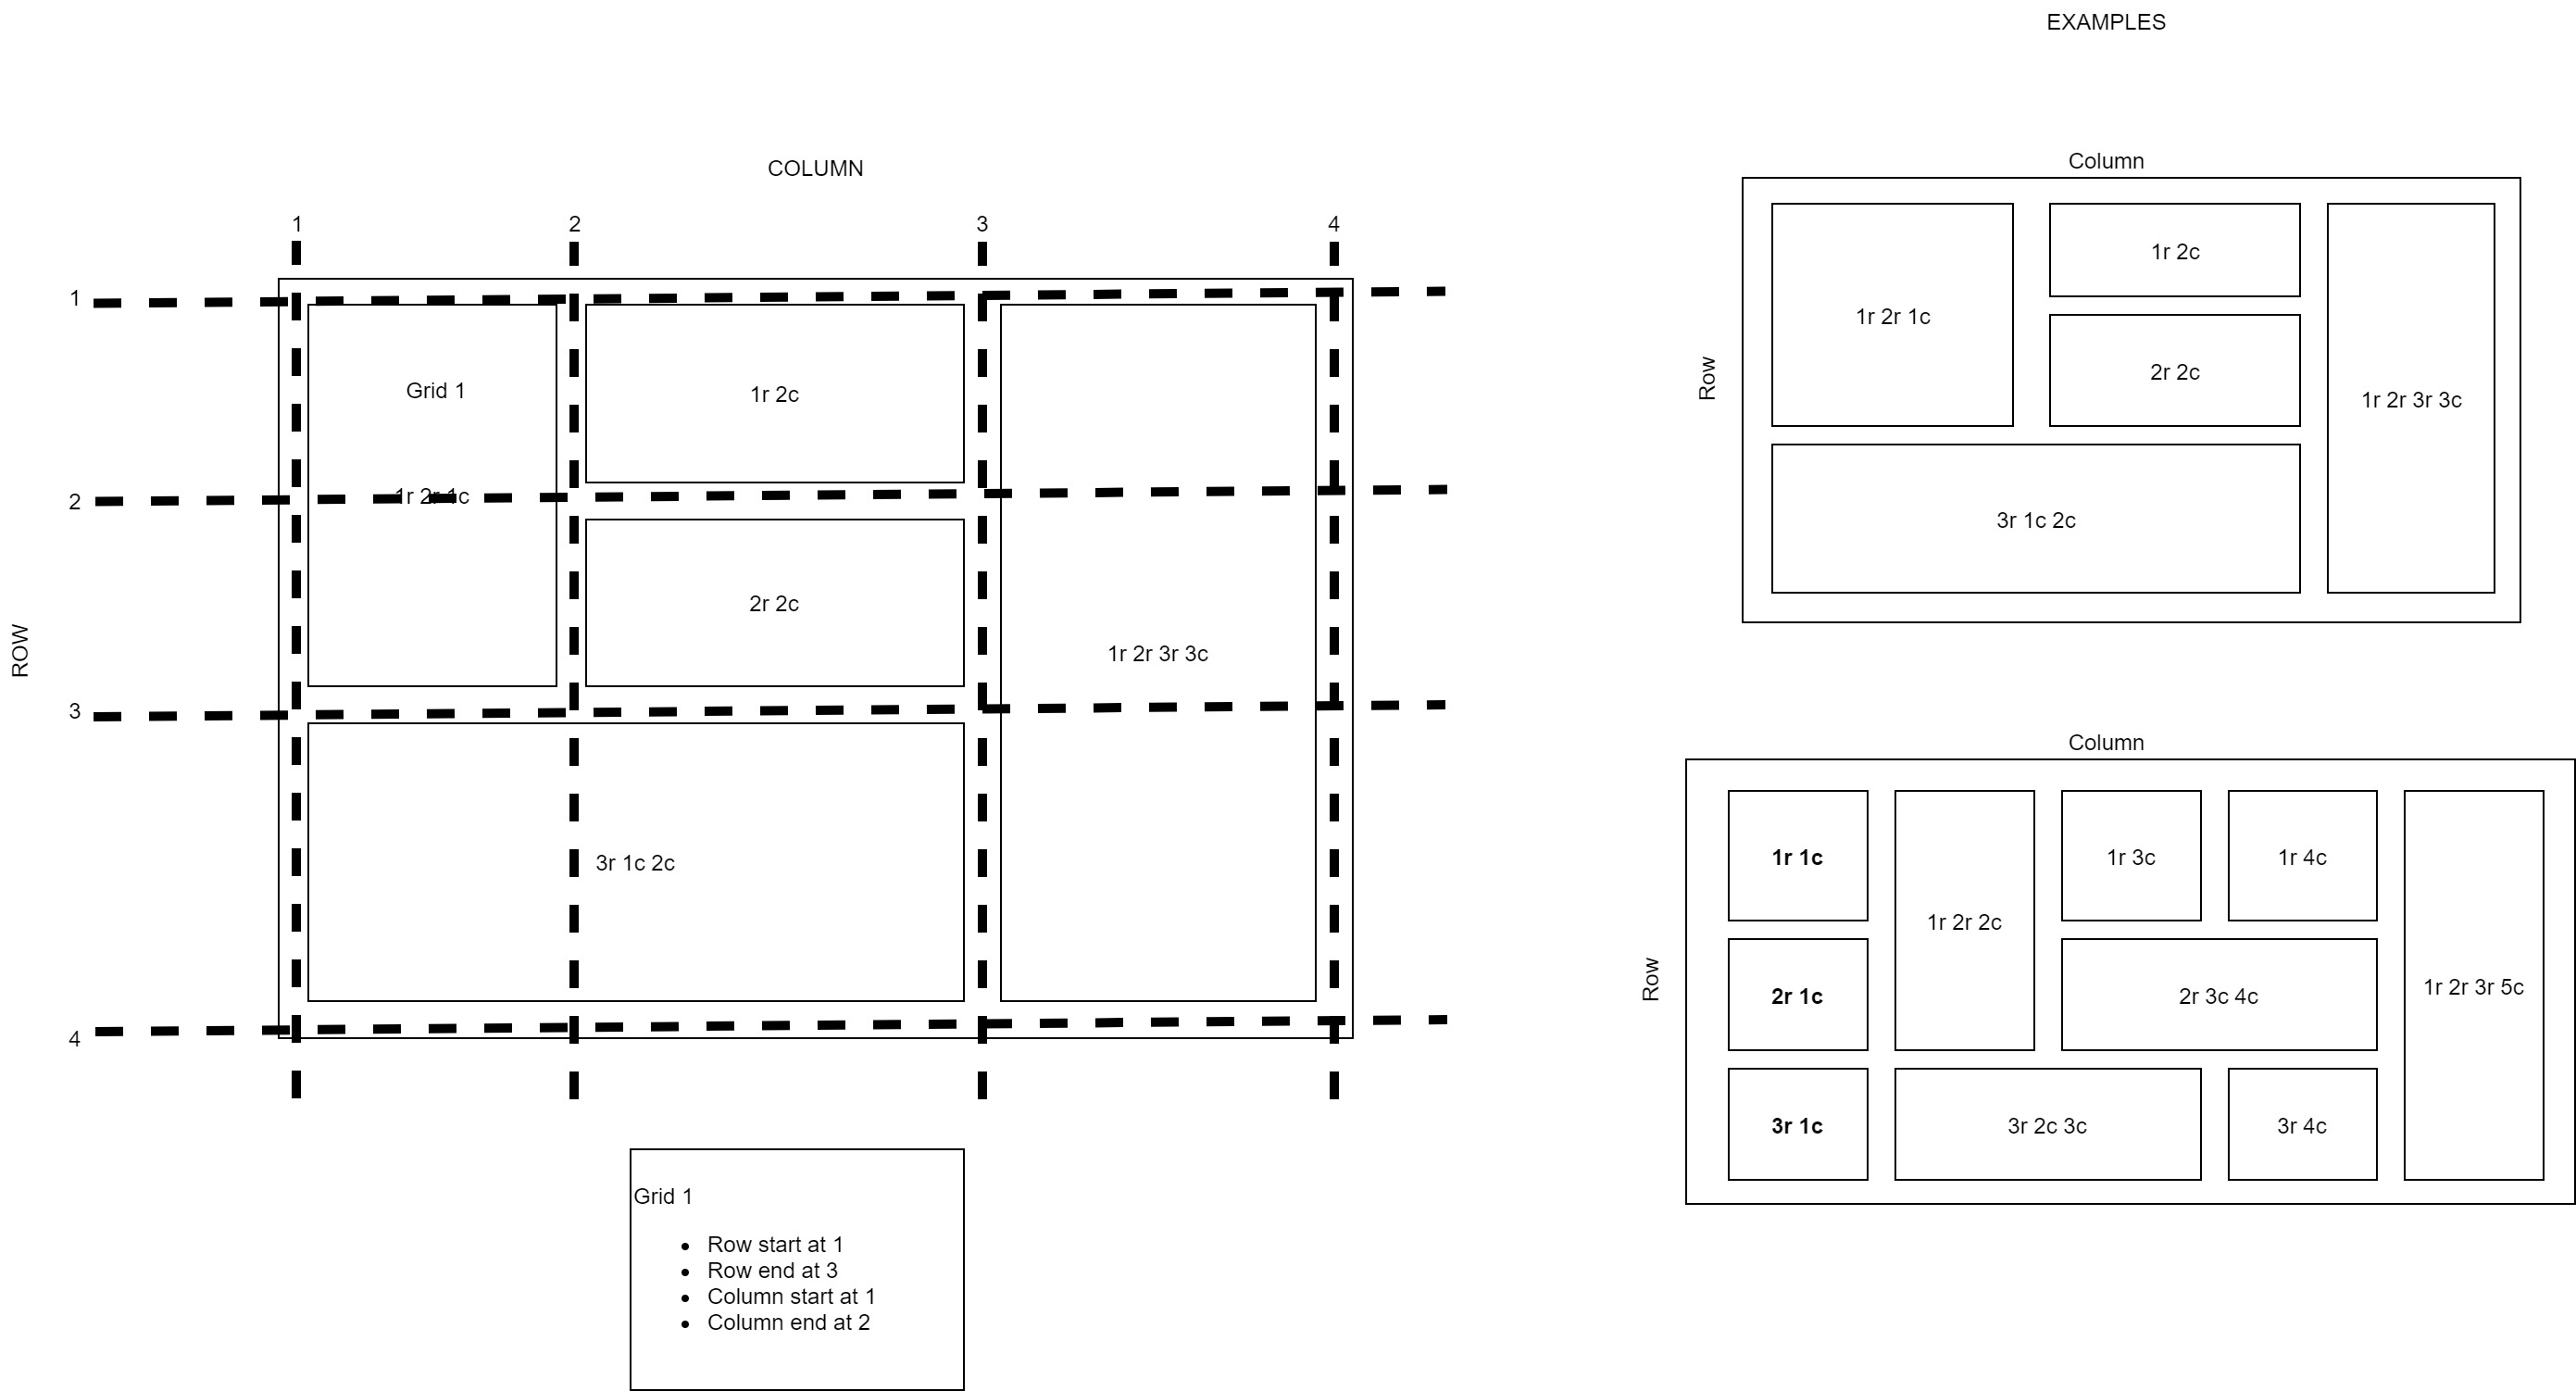 EXAMPLES
COLUMN
1
2
3
4
1
2
3
4
ROW
Grid 1
1r 2r 1c
1r 2c
2r 2c
1r 2r 3r 3c
3r 1c 2c
Grid 1
Row start at 1
Row end at 3
Column start at 1
Column end at 2
Column
Row
1r 2r 1c
1r 2c
2r 2c
1r 2r 3r 3c
3r 1c 2c
Column
Row
1r 1c
1r 2r 2c
1r 3c
1r 4c
2r 1c
2r 3c 4c
1r 2r 3r 5c
3r 1c
3r 2c 3c
3r 4c